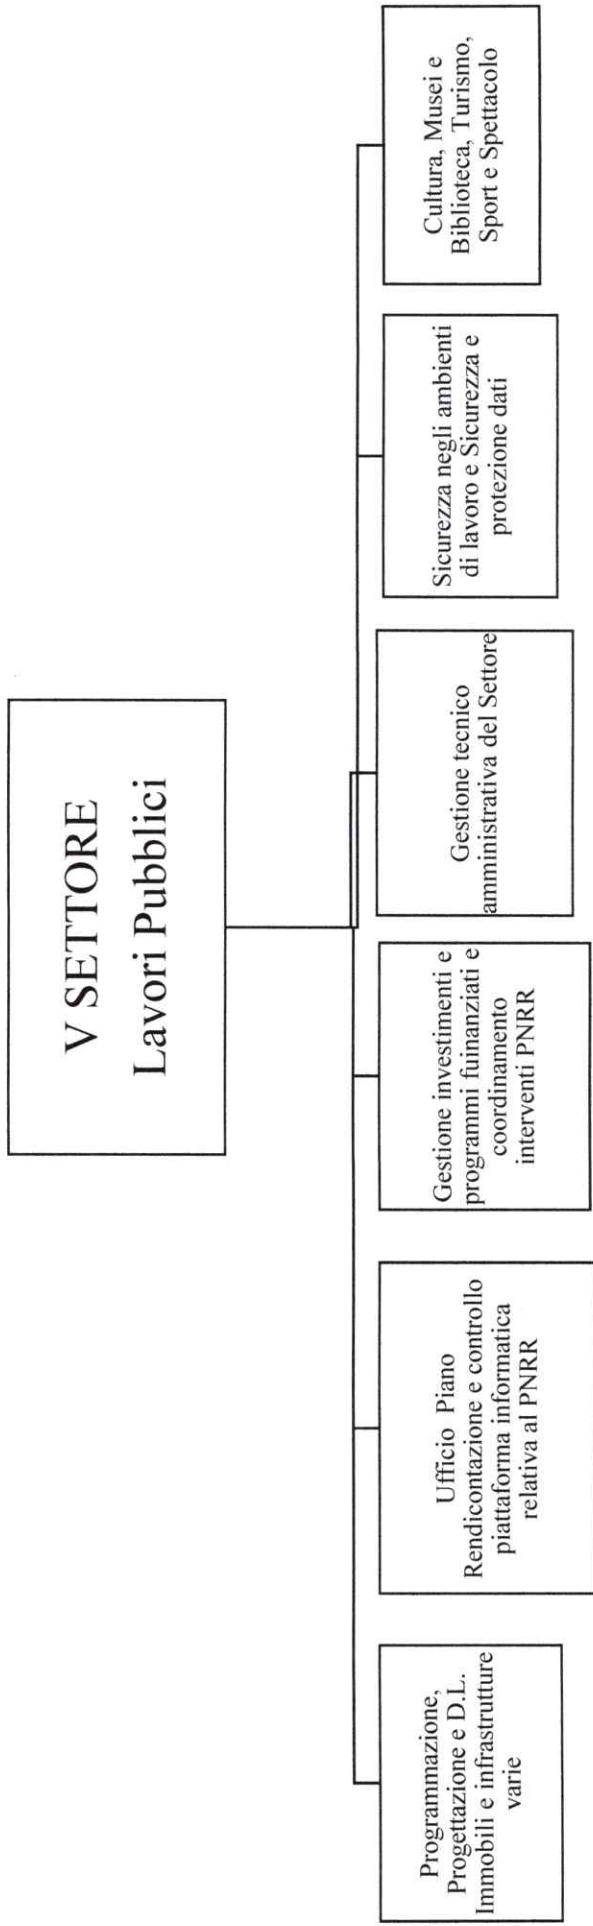 V SETTORE
Lavori Pubblici
Programmazione,
Progettazione e D.L.
Immobili e infrastrutture
varie
Ufficio Piano
Rendicontazione e controllo
piattaforma informatica
relativa al PNRR
Gestione investimenti e
programmi fuinanziati e
coordinamento
interventi PNRR
Gestione tecnico
amministrativa del Settore
Sicurezza negli ambienti
di lavoro e Sicurezza e
protezione dati
Cultura, Musei e
Biblioteca, Turismo,
Sport e Spettacolo